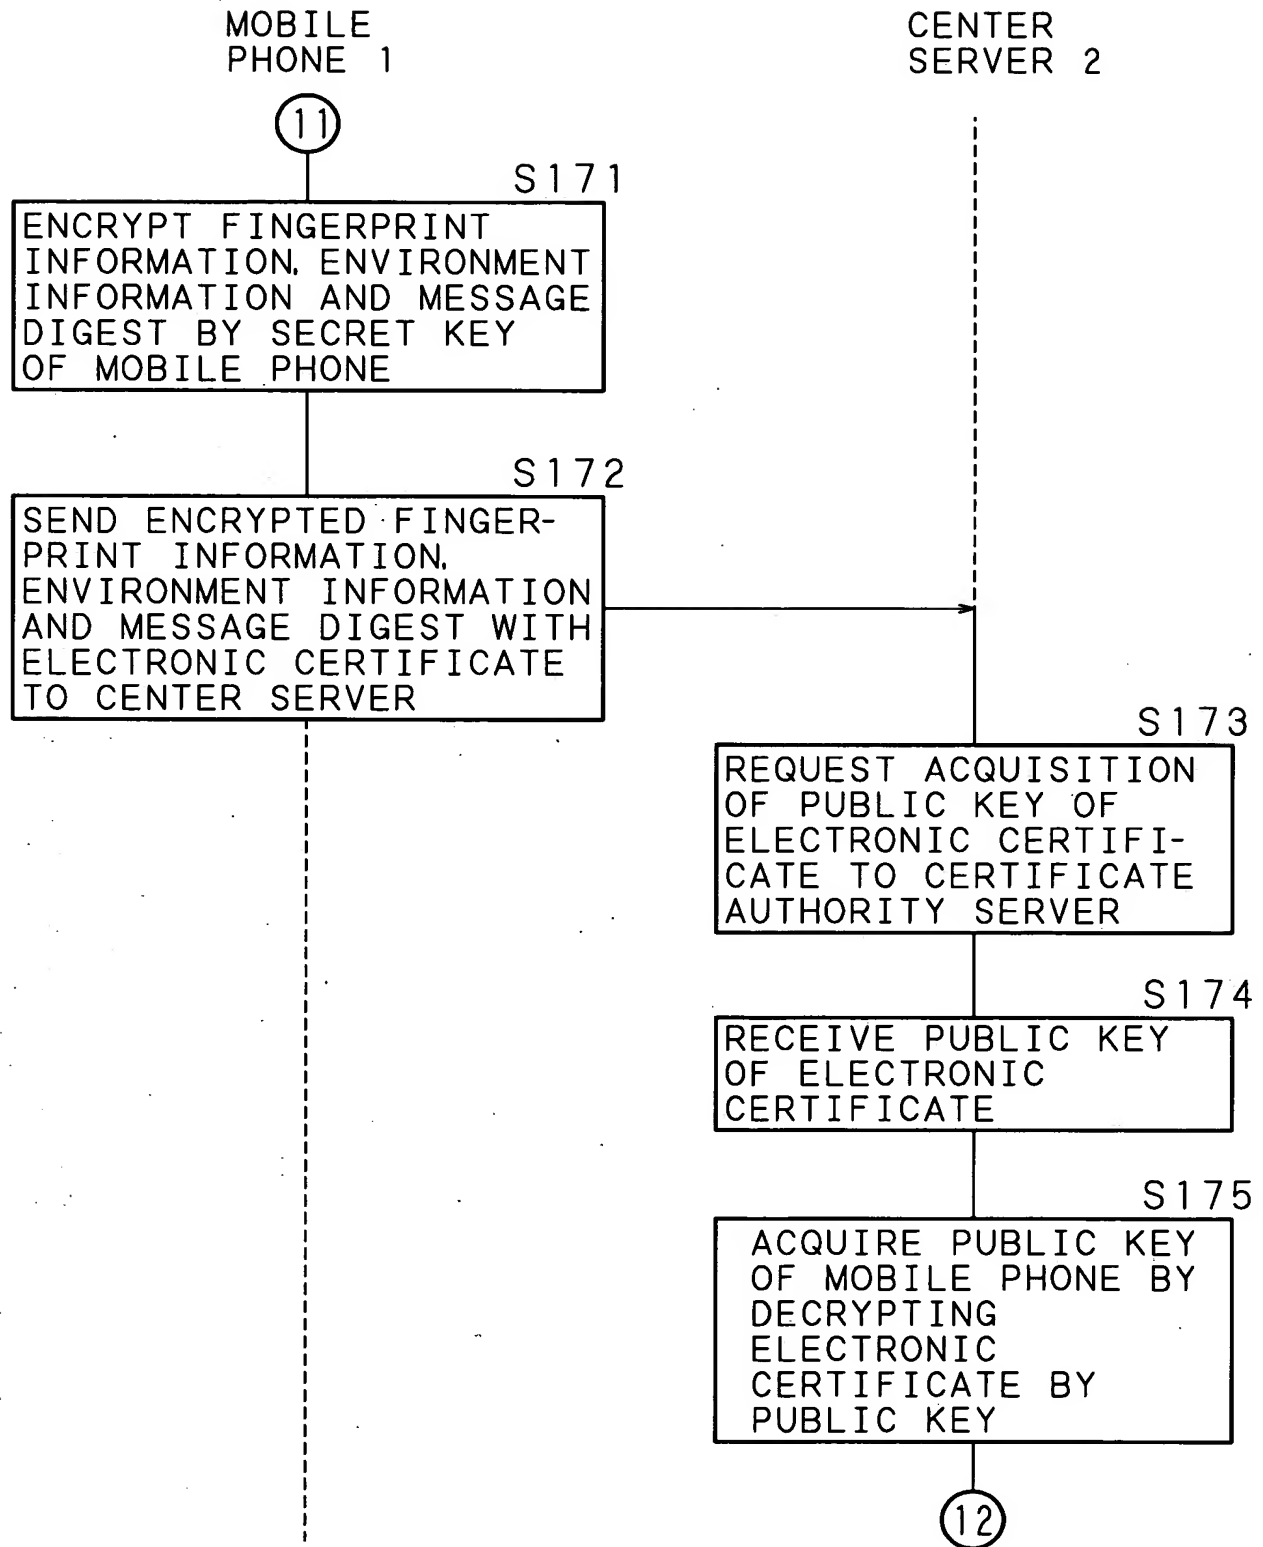 MOBILE
PHONE 1
CENTER
SERVER 2
11
S171
ENCRYPT FINGERPRINT
INFORMATION, ENVIRONMENT
INFORMATION AND MESSAGE
DIGEST BY SECRET KEY
OF MOBILE PHONE
S172
SEND ENCRYPTED FINGER-
PRINT INFORMATION,
ENVIRONMENT INFORMATION
AND MESSAGE DIGEST WITH
ELECTRONIC CERTIFICATE
TO CENTER SERVER
S173
REQUEST ACQUISITION
OF PUBLIC KEY OF
ELECTRONIC CERTIFI-
CATE TO CERTIFICATE
AUTHORITY SERVER
S174
RECEIVE PUBLIC KEY
OF ELECTRONIC
CERTIFICATE
S175
ACQUIRE PUBLIC KEY
OF MOBILE PHONE BY
DECRYPTING
ELECTRONIC
CERTIFICATE BY
PUBLIC KEY
12